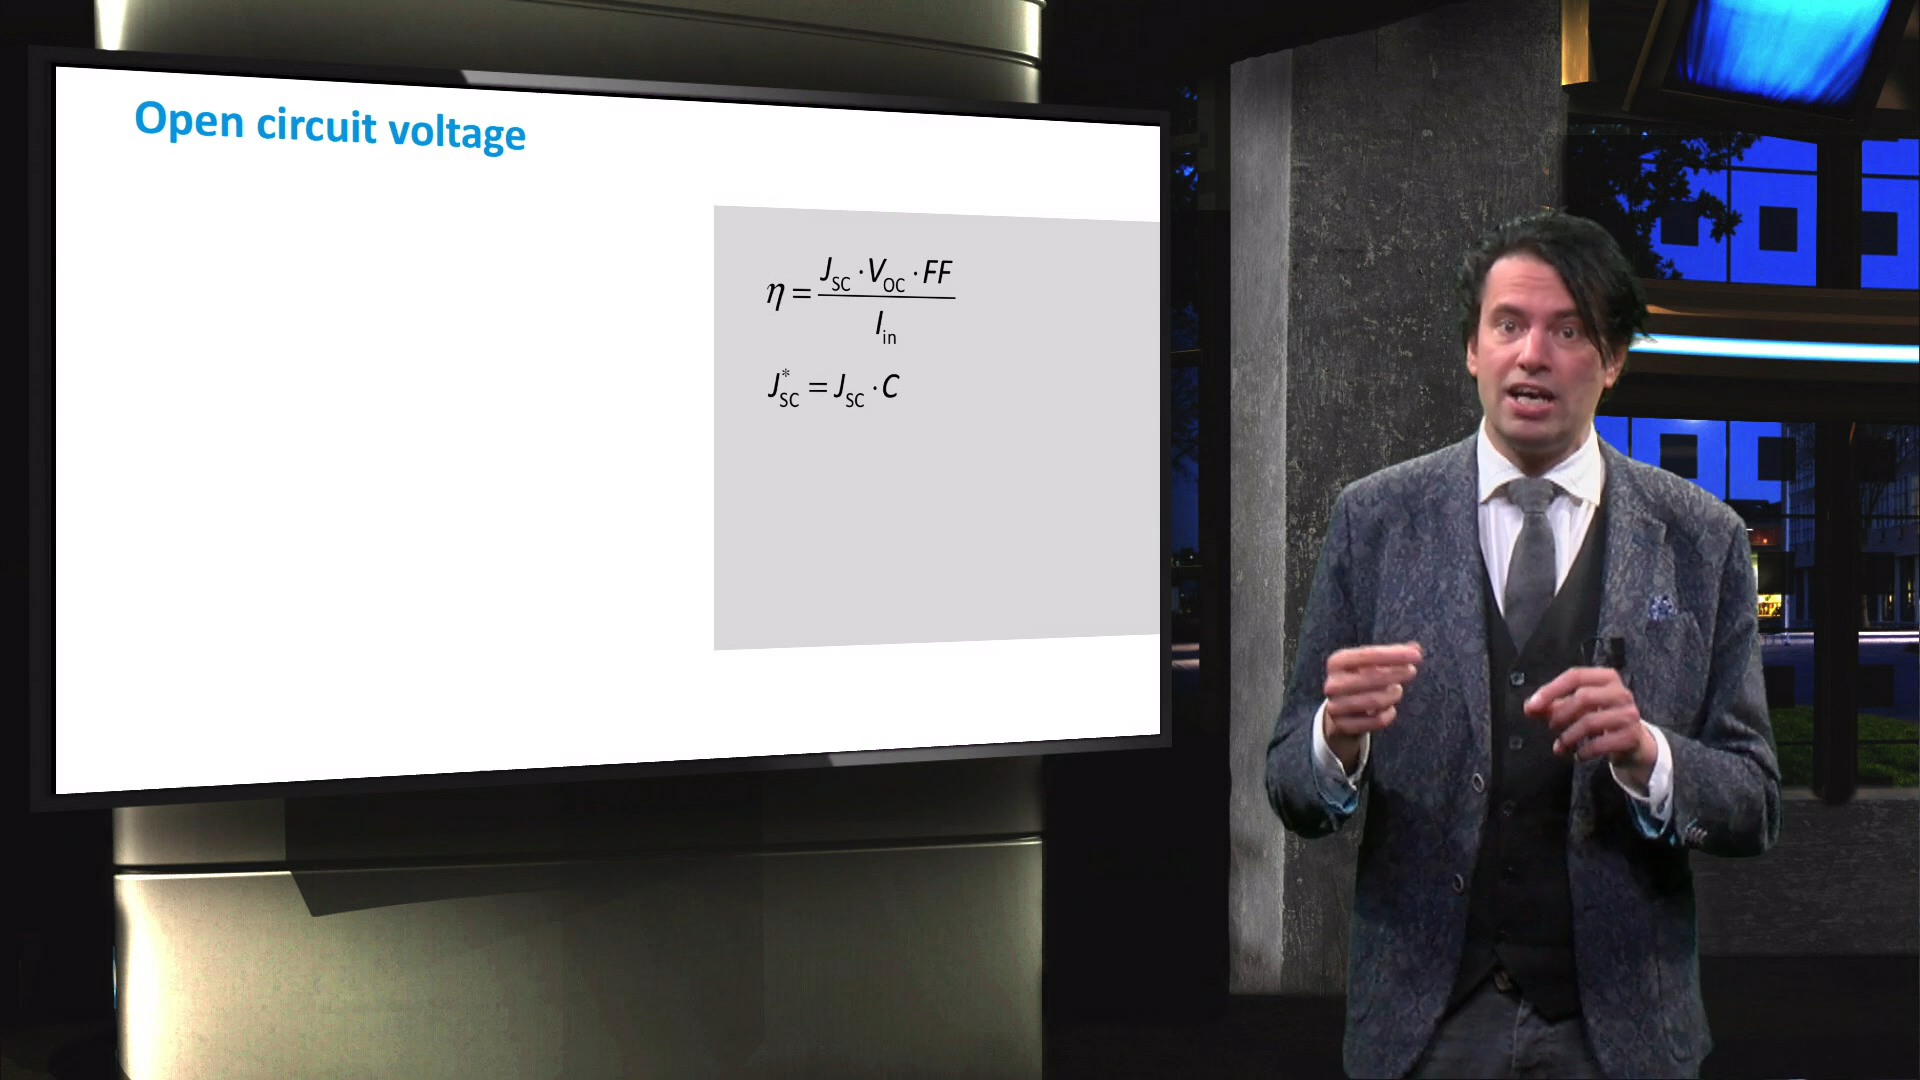 Open circuit voltage
η = J_SC · V_OC · FF / I_in
J*_SC = J_SC · C